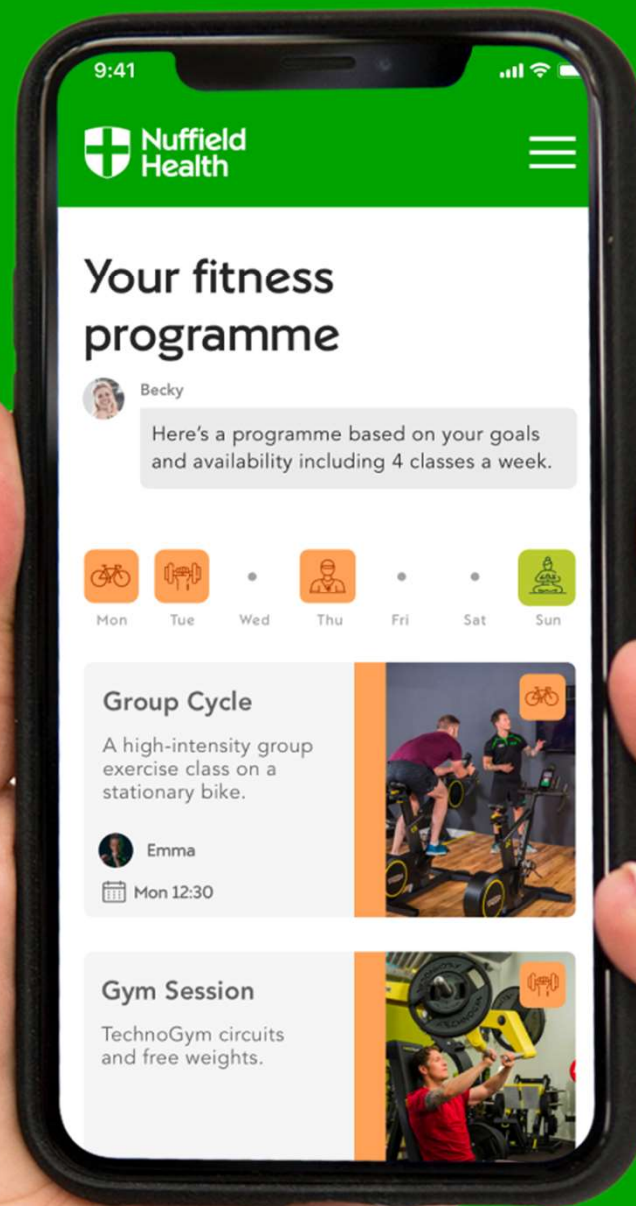 9:41
Nuffield
Health
Your fitness
programme
Becky
Here's a programme based on your goals
and availability including 4 classes a week.
Mon Tue Wed Thu Fri Sat Sun
Group Cycle
A high-intensity group
exercise class on a
stationary bike.
Emma
Mon 12:30
Gym Session
TechnoGym circuits
and free weights.